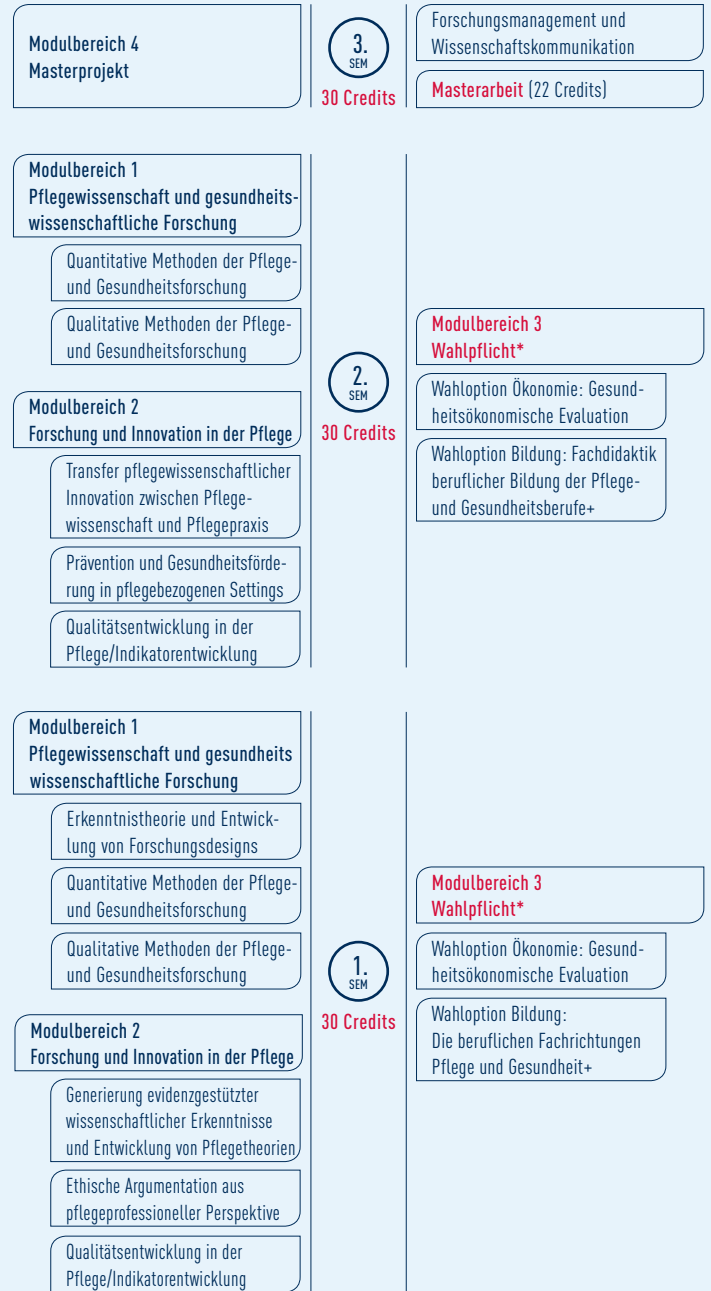 Modulbereich 4
Masterprojekt
3.
SEM
30 Credits
Forschungsmanagement und
Wissenschaftskommunikation
Masterarbeit (22 Credits)
Modulbereich 1
Pflegewissenschaft und gesundheits-
wissenschaftliche Forschung
Quantitative Methoden der Pflege-
und Gesundheitsforschung
Qualitative Methoden der Pflege-
und Gesundheitsforschung
Modulbereich 2
Forschung und Innovation in der Pflege
Transfer pflegewissenschaftlicher
Innovation zwischen Pflege-
wissenschaft und Pflegepraxis
Prävention und Gesundheitsförde-
rung in pflegebezogenen Settings
Qualitätsentwicklung in der
Pflege/Indikatorentwicklung
2.
SEM
30 Credits
Modulbereich 3
Wahlpflicht*
Wahloption Ökonomie: Gesund-
heitsökonomische Evaluation
Wahloption Bildung: Fachdidaktik
beruflicher Bildung der Pflege-
und Gesundheitsberufe+
Modulbereich 1
Pflegewissenschaft und gesundheits
wissenschaftliche Forschung
Erkenntnistheorie und Entwick-
lung von Forschungsdesigns
Quantitative Methoden der Pflege-
und Gesundheitsforschung
Qualitative Methoden der Pflege-
und Gesundheitsforschung
Modulbereich 2
Forschung und Innovation in der Pflege
Generierung evidenzgestützter
wissenschaftlicher Erkenntnisse
und Entwicklung von Pflegetheorien
Ethische Argumentation aus
pflegeprofessioneller Perspektive
Qualitätsentwicklung in der
Pflege/Indikatorentwicklung
1.
SEM
30 Credits
Modulbereich 3
Wahlpflicht*
Wahloption Ökonomie: Gesund-
heitsökonomische Evaluation
Wahloption Bildung:
Die beruflichen Fachrichtungen
Pflege und Gesundheit+